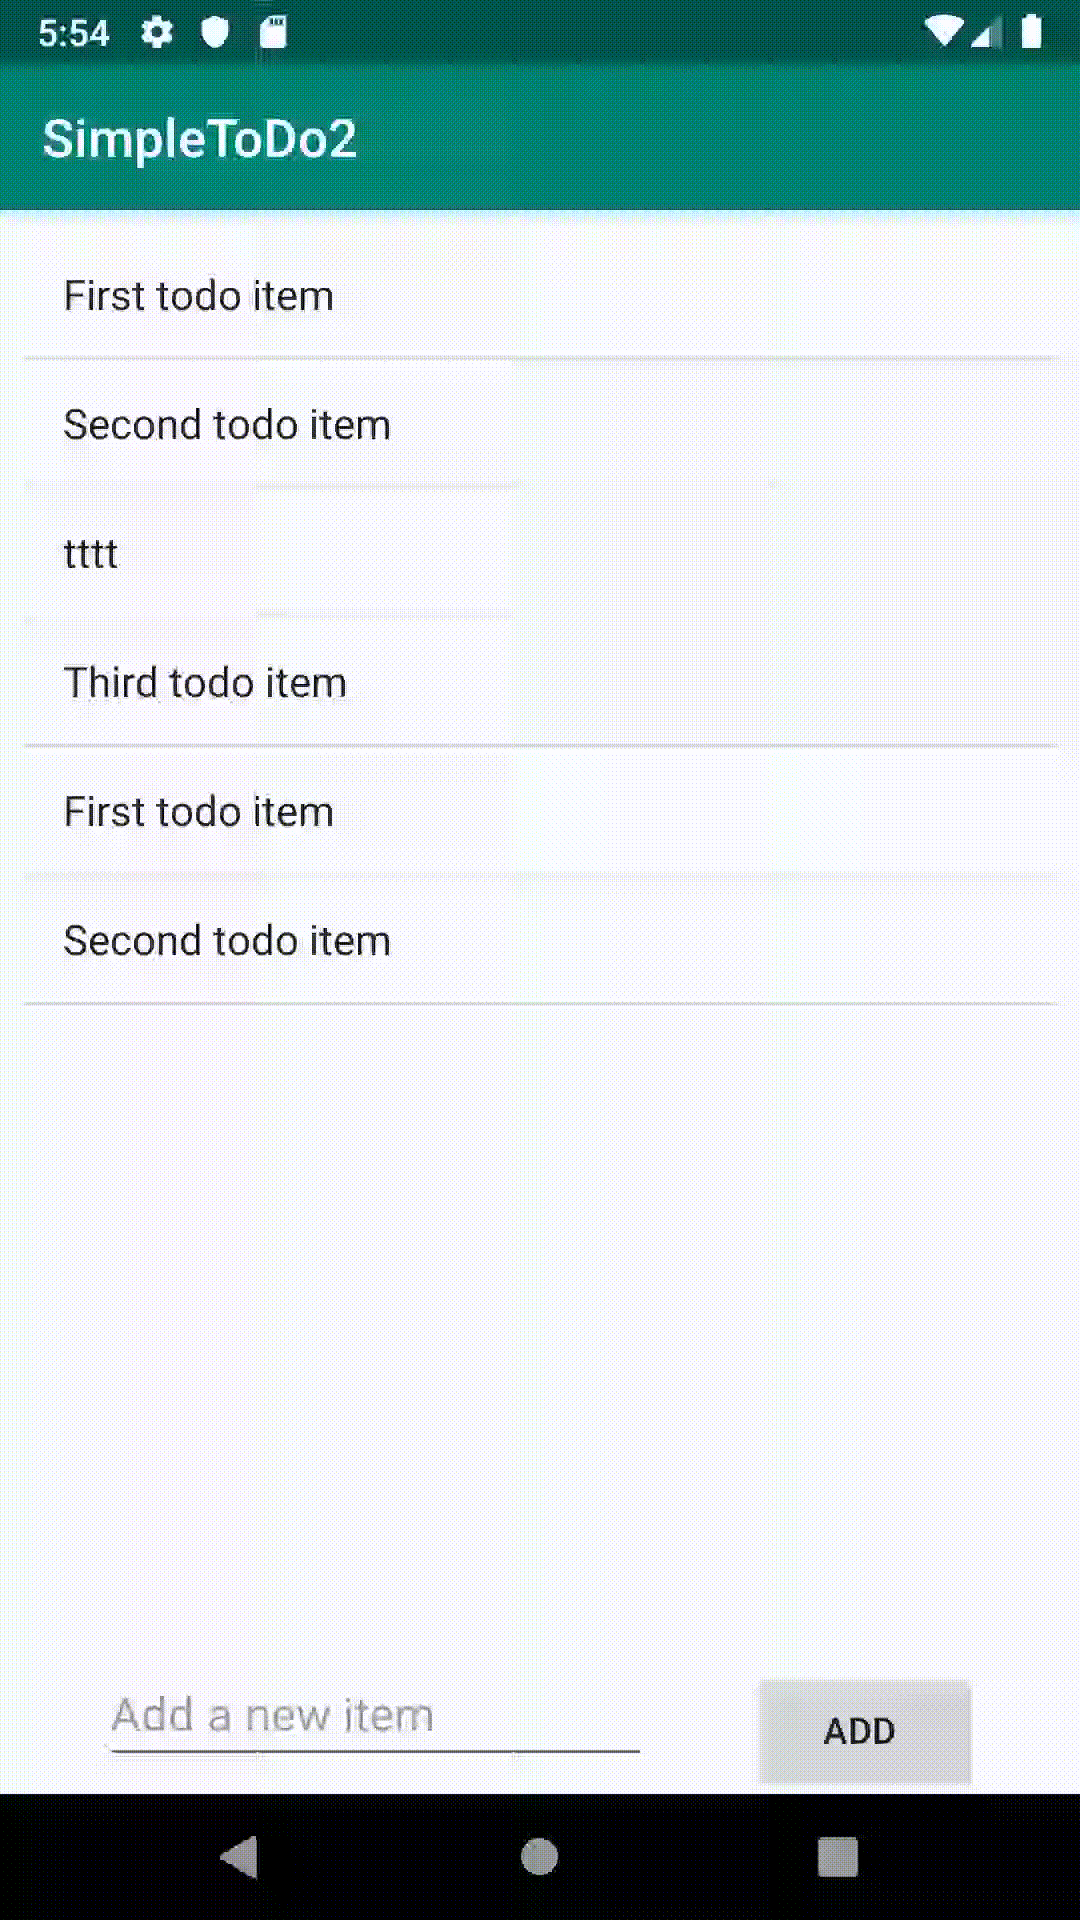 5:54
SimpleToDo2
First todo item
Second todo item
tttt
Third todo item
First todo item
Second todo item
Add a new item
ADD